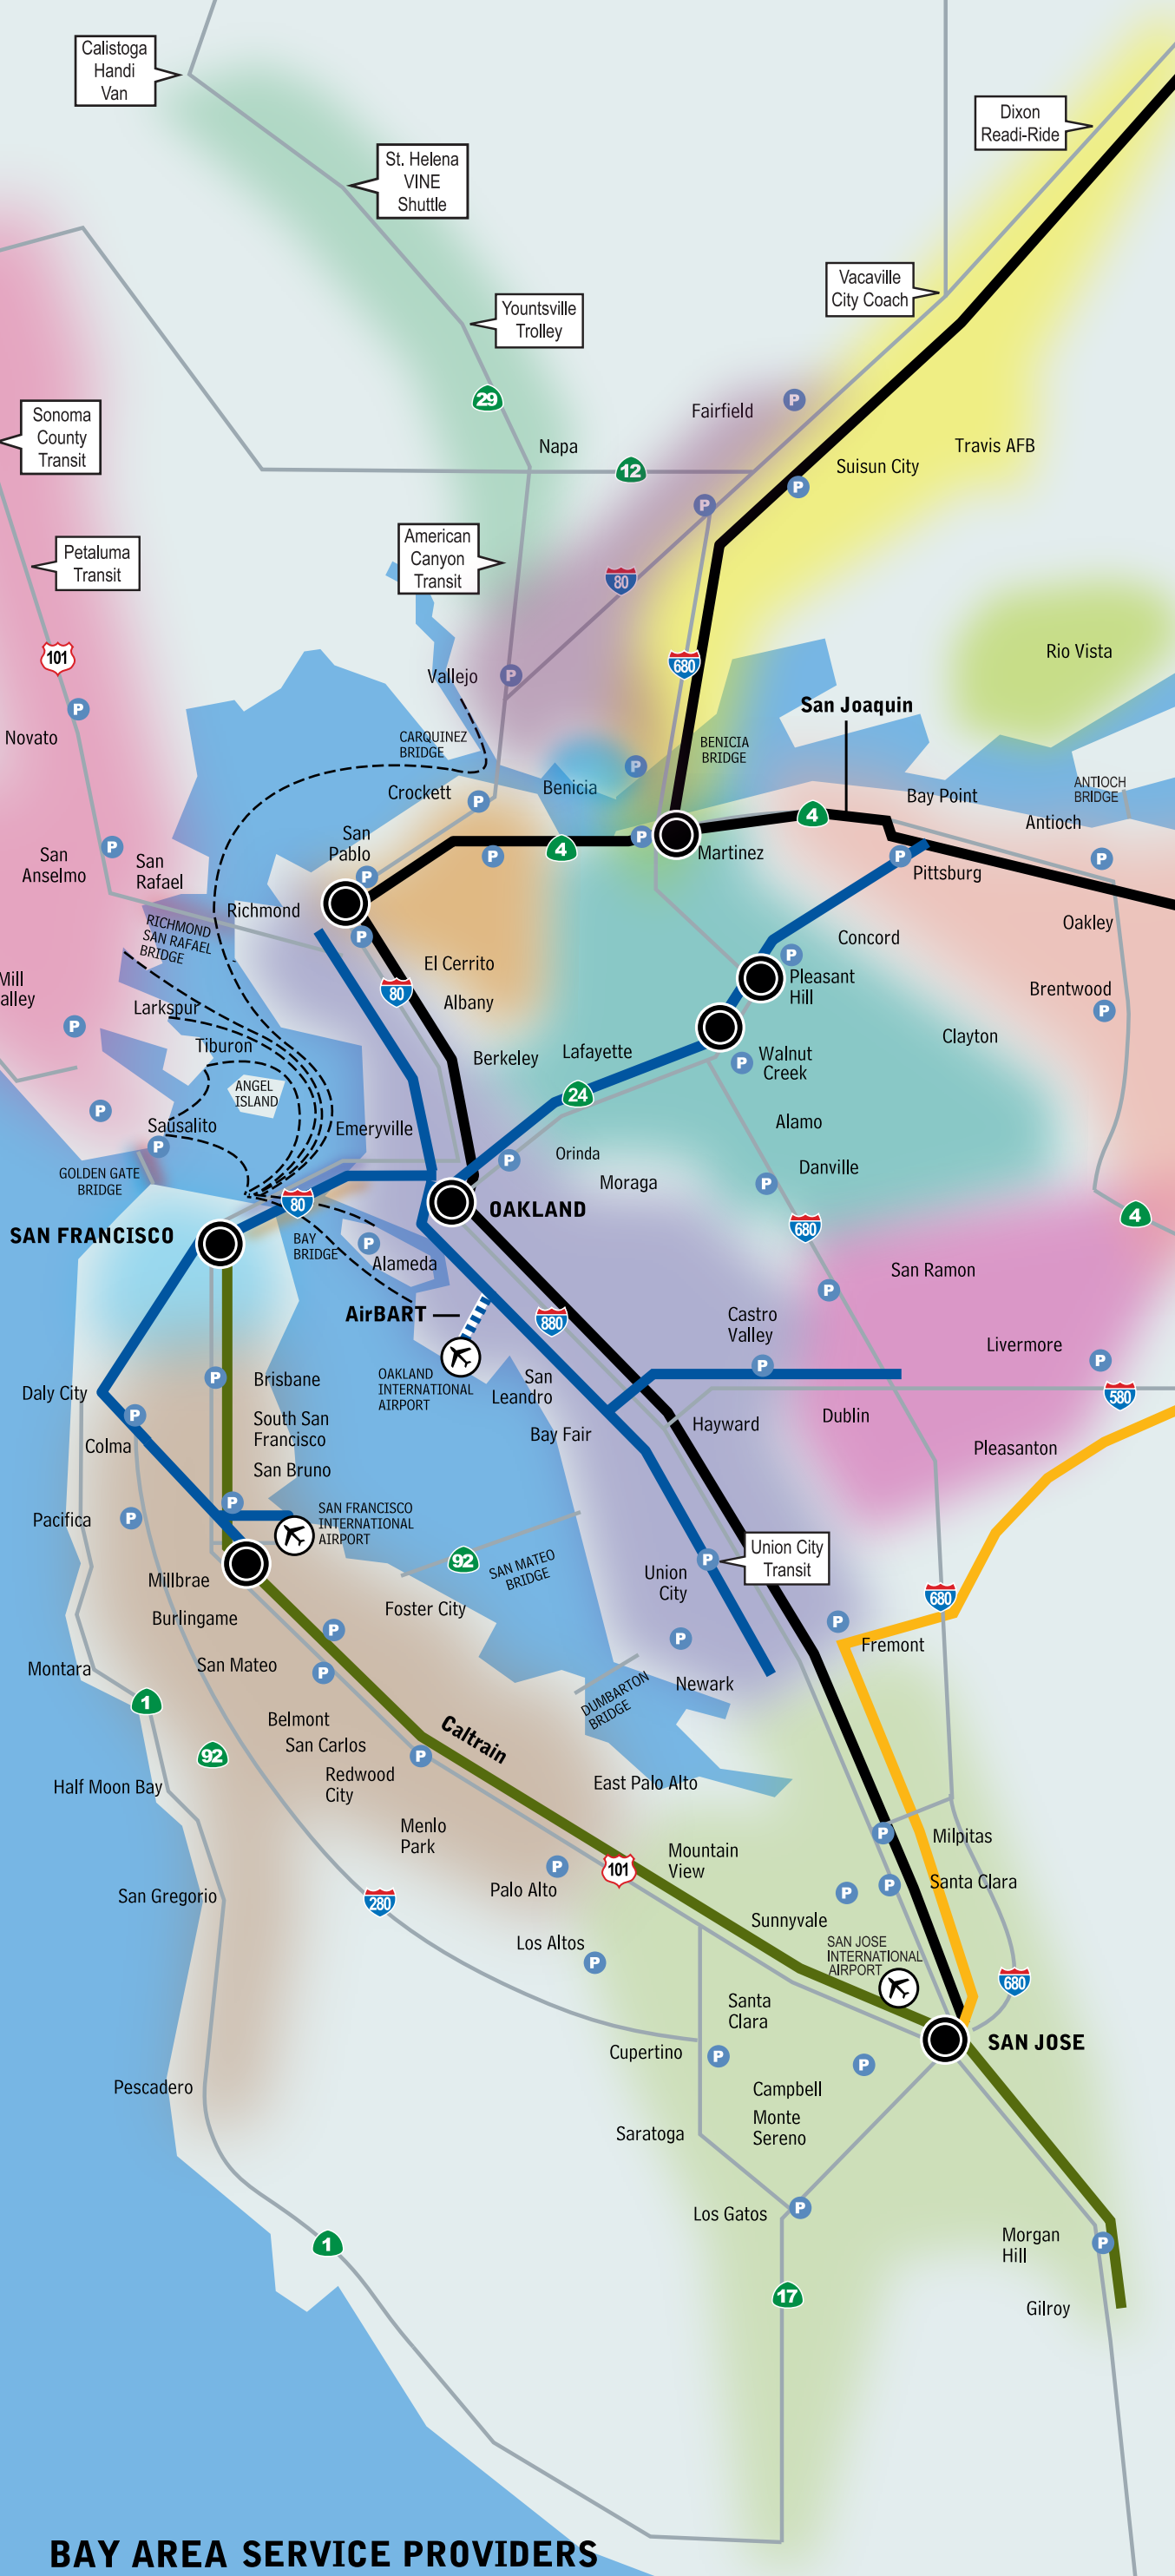 Calistoga
Handi
Van
Dixon
Readi-Ride
St. Helena
VINE
Shuttle
Vacaville
City Coach
Yountsville
Trolley
29
Fairfield
P
Sonoma
County
Transit
Napa
12
Travis AFB
Suisun City
P
P
American
Canyon
Transit
Petaluma
Transit
80
101
680
Rio Vista
Vallejo
P
P
Novato
San Joaquin
CARQUINEZ
BRIDGE
BENICIA
BRIDGE
P
Crockett
P
Benicia
ANTIOCH
BRIDGE
Bay Point
4
Antioch
San
Pablo
P
4
P
Martinez
P
San
Anselmo
San
Rafael
P
P
Pittsburg
P
Richmond
RICHMOND
SAN RAFAEL
BRIDGE
P
Oakley
Concord
El Cerrito
P
Pleasant
Hill
Mill
alley
80
Albany
Brentwood
P
Larkspur
P
Tiburon
Clayton
Berkeley
Lafayette
Walnut
Creek
P
ANGEL
ISLAND
24
P
Sausalito
Emeryville
Alamo
P
GOLDEN GATE
BRIDGE
P
Orinda
Moraga
Danville
P
80
OAKLAND
4
SAN FRANCISCO
BAY
BRIDGE
P
Alameda
680
San Ramon
P
AirBART
880
Castro
Valley
P
Livermore
P
OAKLAND
INTERNATIONAL
AIRPORT
San
Leandro
Daly City
P
Brisbane
580
P
South San
Francisco
Bay Fair
Hayward
Dublin
Colma
Pleasanton
San Bruno
P
SAN FRANCISCO
INTERNATIONAL
AIRPORT
Pacifica
P
92
SAN MATEO
BRIDGE
P
Union City
Transit
Millbrae
Union
City
680
Burlingame
Foster City
P
P
P
Fremont
San Mateo
P
Montara
Newark
1
DUMBARTON
BRIDGE
Belmont
92
San Carlos
Caltrain
P
Redwood
City
Half Moon Bay
East Palo Alto
Menlo
Park
P
Milpitas
Mountain
View
P
101
Palo Alto
San Gregorio
280
P
P
Santa Clara
Sunnyvale
Los Altos
P
SAN JOSE
INTERNATIONAL
AIRPORT
680
Santa
Clara
SAN JOSE
Cupertino
P
P
Pescadero
Campbell
Monte
Sereno
Saratoga
Los Gatos
P
1
Morgan
Hill
P
17
Gilroy
BAY AREA SERVICE PROVIDERS